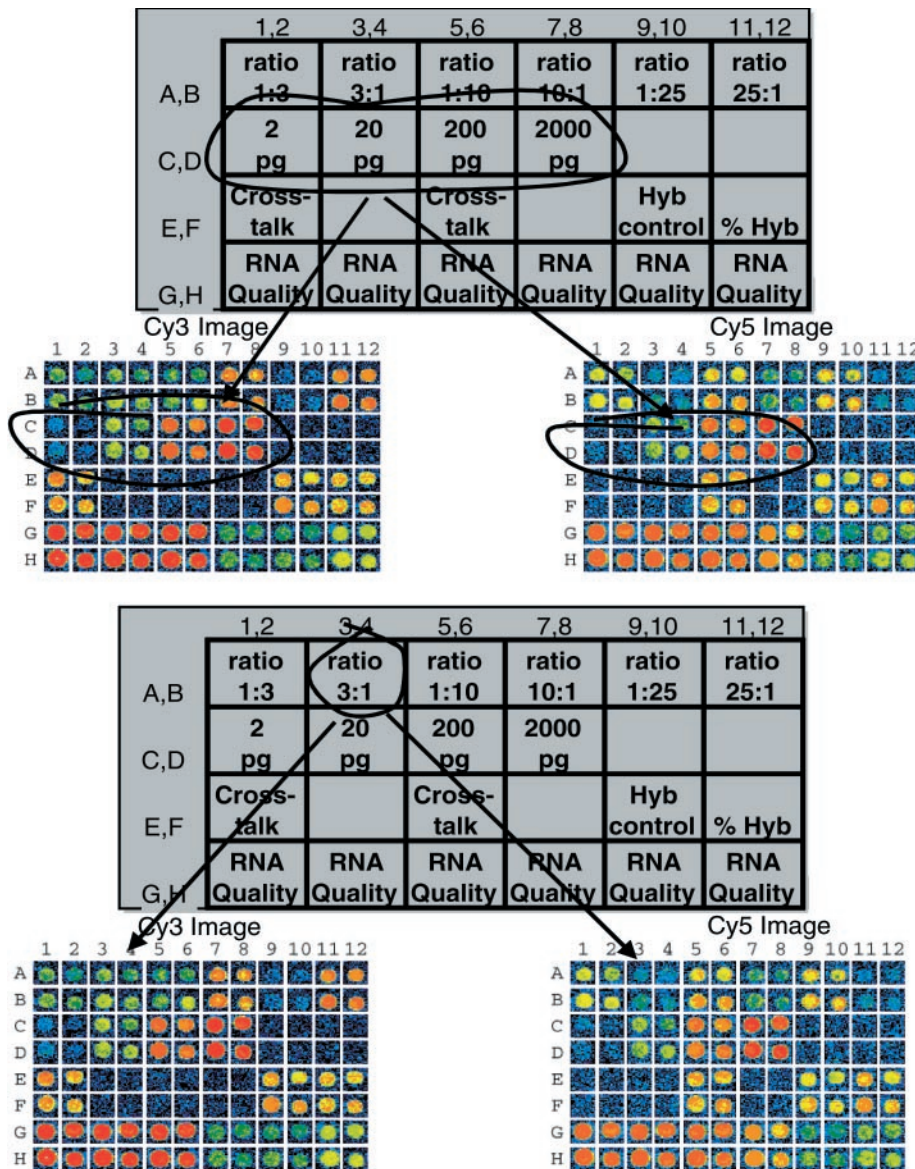 1,2 3,4 5,6 7,8 9,10 11,12
ratio ratio ratio ratio ratio ratio
A,B 1:3 3:1 1:10 10:1 1:25 25:1
2 20 200 2000
C,D pg pg pg pg
Cross- Cross- Hyb
E,F talk talk control % Hyb
RNA RNA RNA RNA RNA RNA
G,H Quality Quality Quality Quality Quality Quality
Cy3 Image Cy5 Image
1 2 3 4 5 6 7 8 9 10 11 12 1 2 3 4 5 6 7 8 9 10 11 12
A A
B B
C C
D D
E E
F F
G G
H H
1,2 3,4 5,6 7,8 9,10 11,12
ratio ratio ratio ratio ratio ratio
A,B 1:3 3:1 1:10 10:1 1:25 25:1
2 20 200 2000
C,D pg pg pg pg
Cross- Cross- Hyb
E,F talk talk control % Hyb
RNA RNA RNA RNA RNA RNA
G,H Quality Quality Quality Quality Quality Quality
Cy3 Image Cy5 Image
1 2 3 4 5 6 7 8 9 10 11 12 1 2 3 4 5 6 7 8 9 10 11 12
A A
B B
C C
D D
E E
F F
G G
H H